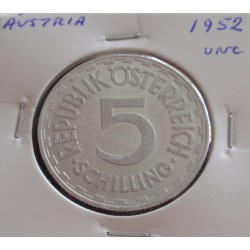 AUSTRIA
1952
UNC
REPUBLIK ÖSTERREICH
5
·SCHILLING·